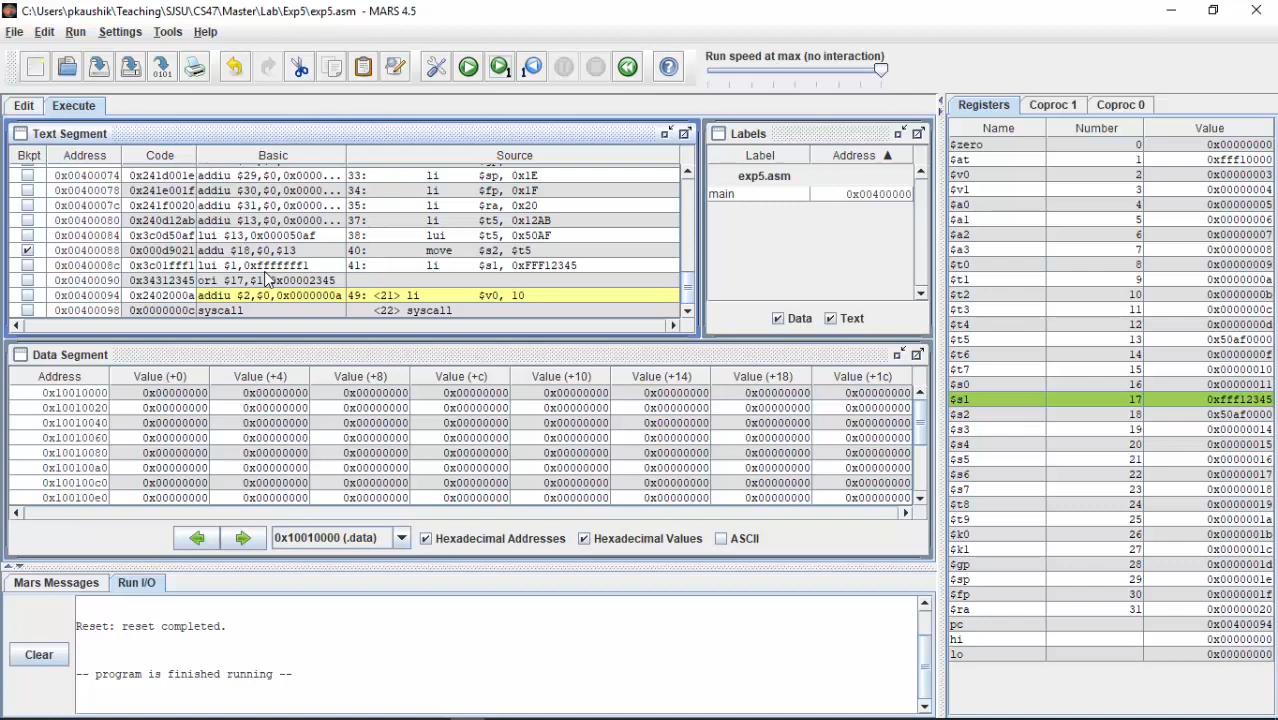 C:\Users\pkaushik\Teaching\SJSU\CS47\Master\Lab\Exp5\exp5.asm - MARS 4.5
File Edit Run Settings Tools Help
Run speed at max (no interaction)
Edit Execute
Text Segment
Bkpt Address Code Basic Source
0x00400074 0x241d001e addiu $29,$0,0x0000... 33: li $sp, 0x1E
0x00400078 0x241e001f addiu $30,$0,0x0000... 34: li $fp, 0x1F
0x0040007c 0x241f0020 addiu $31,$0,0x0000... 35: li $ra, 0x20
0x00400080 0x240d12ab addiu $13,$0,0x0000... 37: li $t5, 0x12AB
0x00400084 0x3c0d50af lui $13,0x000050af 38: lui $t5, 0x50AF
0x00400088 0x000d9021 addu $18,$0,$13 40: move $s2, $t5
0x0040008c 0x3c01fff1 lui $1,0xfffffff1 41: li $s1, 0xFFF12345
0x00400090 0x34312345 ori $17,$1,0x00002345
0x00400094 0x2402000a addiu $2,$0,0x0000000a 49: <21> li $v0, 10
0x00400098 0x0000000c syscall <22> syscall
Labels
Label Address ▲
exp5.asm
main 0x00400000
Data Text
Data Segment
Address Value (+0) Value (+4) Value (+8) Value (+c) Value (+10) Value (+14) Value (+18) Value (+1c)
0x10010000 0x00000000 0x00000000 0x00000000 0x00000000 0x00000000 0x00000000 0x00000000 0x00000000
0x10010020 0x00000000 0x00000000 0x00000000 0x00000000 0x00000000 0x00000000 0x00000000 0x00000000
0x10010040 0x00000000 0x00000000 0x00000000 0x00000000 0x00000000 0x00000000 0x00000000 0x00000000
0x10010060 0x00000000 0x00000000 0x00000000 0x00000000 0x00000000 0x00000000 0x00000000 0x00000000
0x10010080 0x00000000 0x00000000 0x00000000 0x00000000 0x00000000 0x00000000 0x00000000 0x00000000
0x100100a0 0x00000000 0x00000000 0x00000000 0x00000000 0x00000000 0x00000000 0x00000000 0x00000000
0x100100c0 0x00000000 0x00000000 0x00000000 0x00000000 0x00000000 0x00000000 0x00000000 0x00000000
0x100100e0 0x00000000 0x00000000 0x00000000 0x00000000 0x00000000 0x00000000 0x00000000 0x00000000
0x10010000 (.data) Hexadecimal Addresses Hexadecimal Values ASCII
Mars Messages Run I/O
Reset: reset completed.
-- program is finished running --
Clear
Registers Coproc 1 Coproc 0
Name Number Value
$zero 0 0x00000000
$at 1 0xfff10000
$v0 2 0x00000003
$v1 3 0x00000004
$a0 4 0x00000005
$a1 5 0x00000006
$a2 6 0x00000007
$a3 7 0x00000008
$t0 8 0x00000009
$t1 9 0x0000000a
$t2 10 0x0000000b
$t3 11 0x0000000c
$t4 12 0x0000000d
$t5 13 0x50af0000
$t6 14 0x0000000f
$t7 15 0x00000010
$s0 16 0x00000011
$s1 17 0xfff12345
$s2 18 0x50af0000
$s3 19 0x00000014
$s4 20 0x00000015
$s5 21 0x00000016
$s6 22 0x00000017
$s7 23 0x00000018
$t8 24 0x00000019
$t9 25 0x0000001a
$k0 26 0x0000001b
$k1 27 0x0000001c
$gp 28 0x0000001d
$sp 29 0x0000001e
$fp 30 0x0000001f
$ra 31 0x00000020
pc 0x00400094
hi 0x00000000
lo 0x00000000